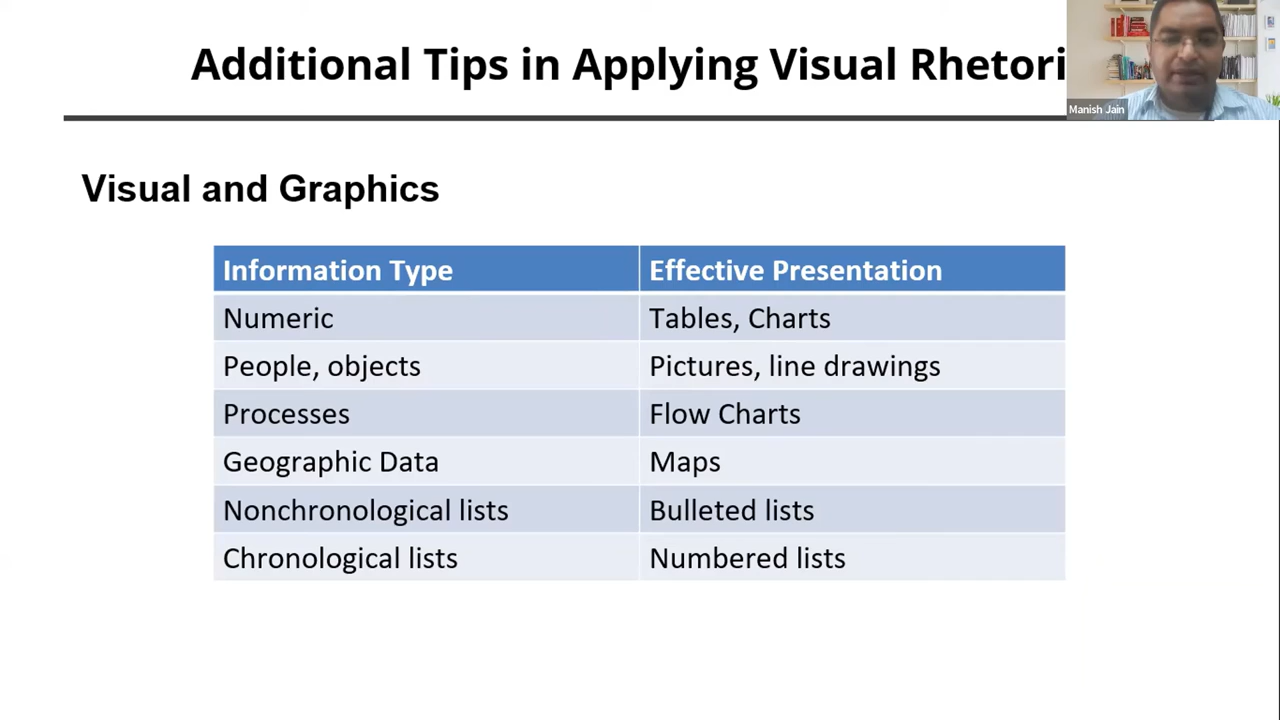 Additional Tips in Applying Visual Rhetori
Manish Jain
Visual and Graphics
Information Type Effective Presentation
Numeric Tables, Charts
People, objects Pictures, line drawings
Processes Flow Charts
Geographic Data Maps
Nonchronological lists Bulleted lists
Chronological lists Numbered lists